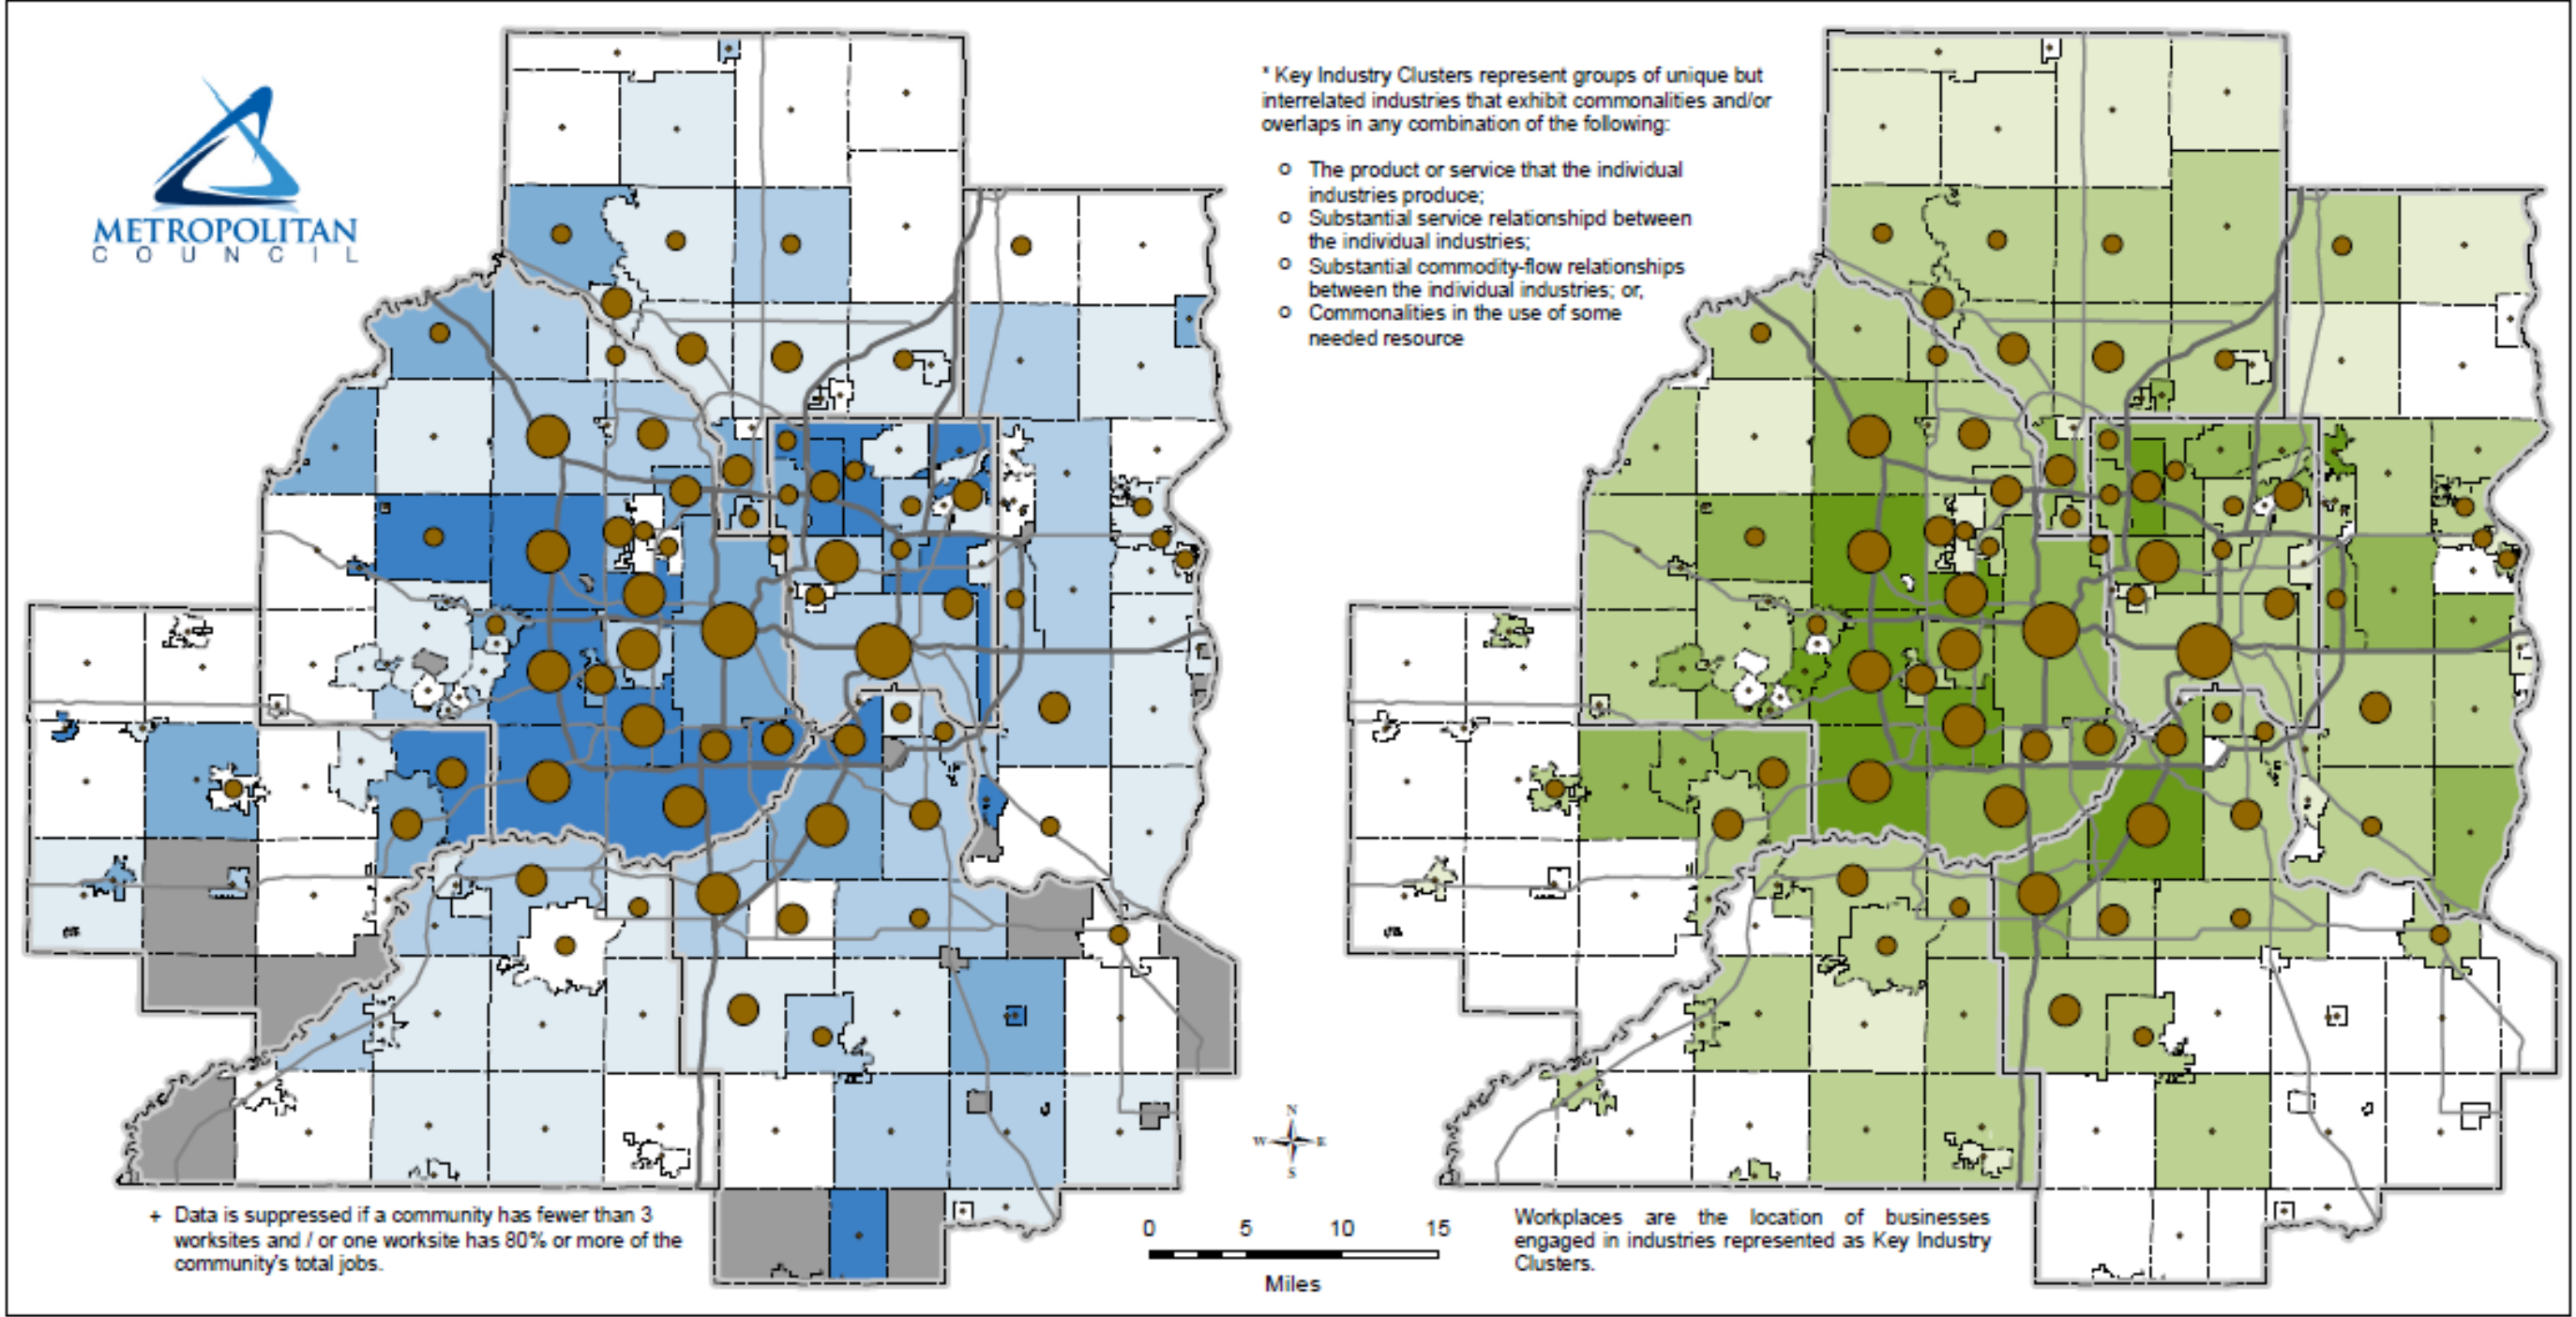 METROPOLITAN
COUNCIL
* Key Industry Clusters represent groups of unique but
interrelated industries that exhibit commonalities and/or
overlaps in any combination of the following:
o The product or service that the individual
industries produce;
o Substantial service relationshipd between
the individual industries;
o Substantial commodity-flow relationships
between the individual industries; or,
o Commonalities in the use of some
needed resource
N
W E
S
+ Data is suppressed if a community has fewer than 3
worksites and / or one worksite has 80% or more of the
community's total jobs.
0 5 10 15
Miles
Workplaces are the location of businesses
engaged in industries represented as Key Industry
Clusters.